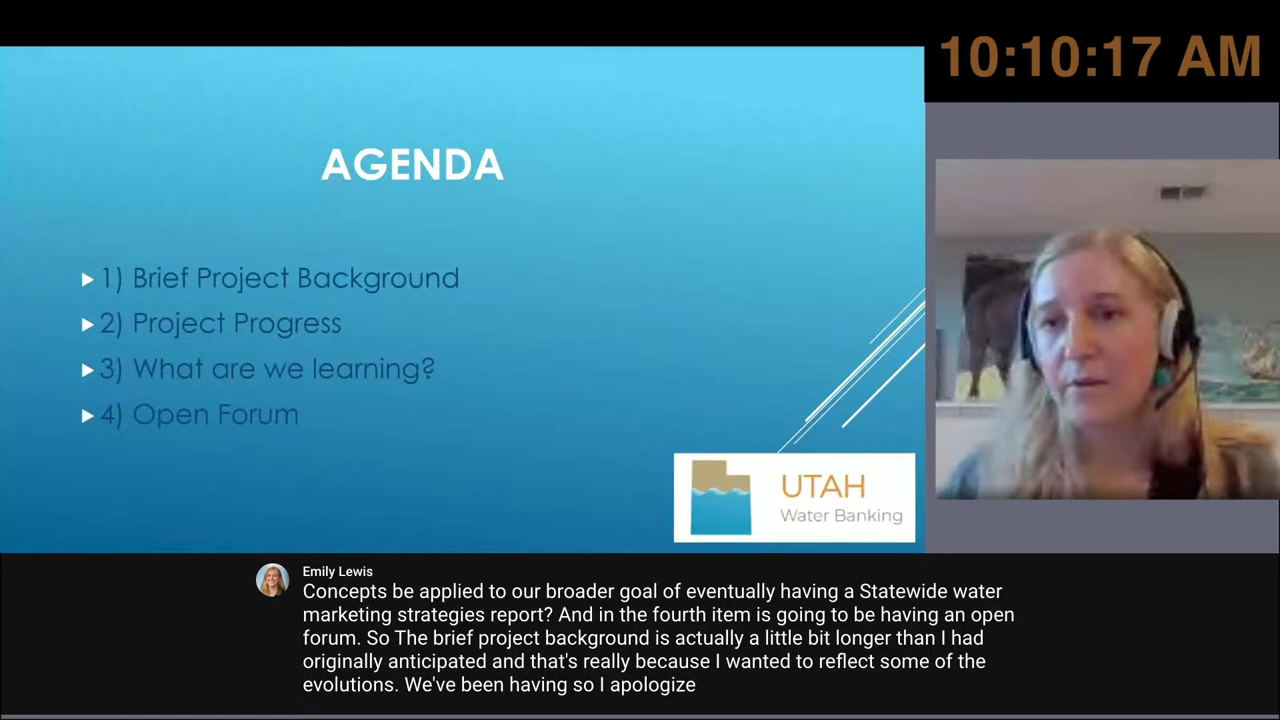 10:10:17 AM
AGENDA
1) Brief Project Background
2) Project Progress
3) What are we learning?
4) Open Forum
UTAH
Water Banking
Emily Lewis
Concepts be applied to our broader goal of eventually having a Statewide water
marketing strategies report? And in the fourth item is going to be having an open
forum. So The brief project background is actually a little bit longer than I had
originally anticipated and that's really because I wanted to reflect some of the
evolutions. We've been having so I apologize